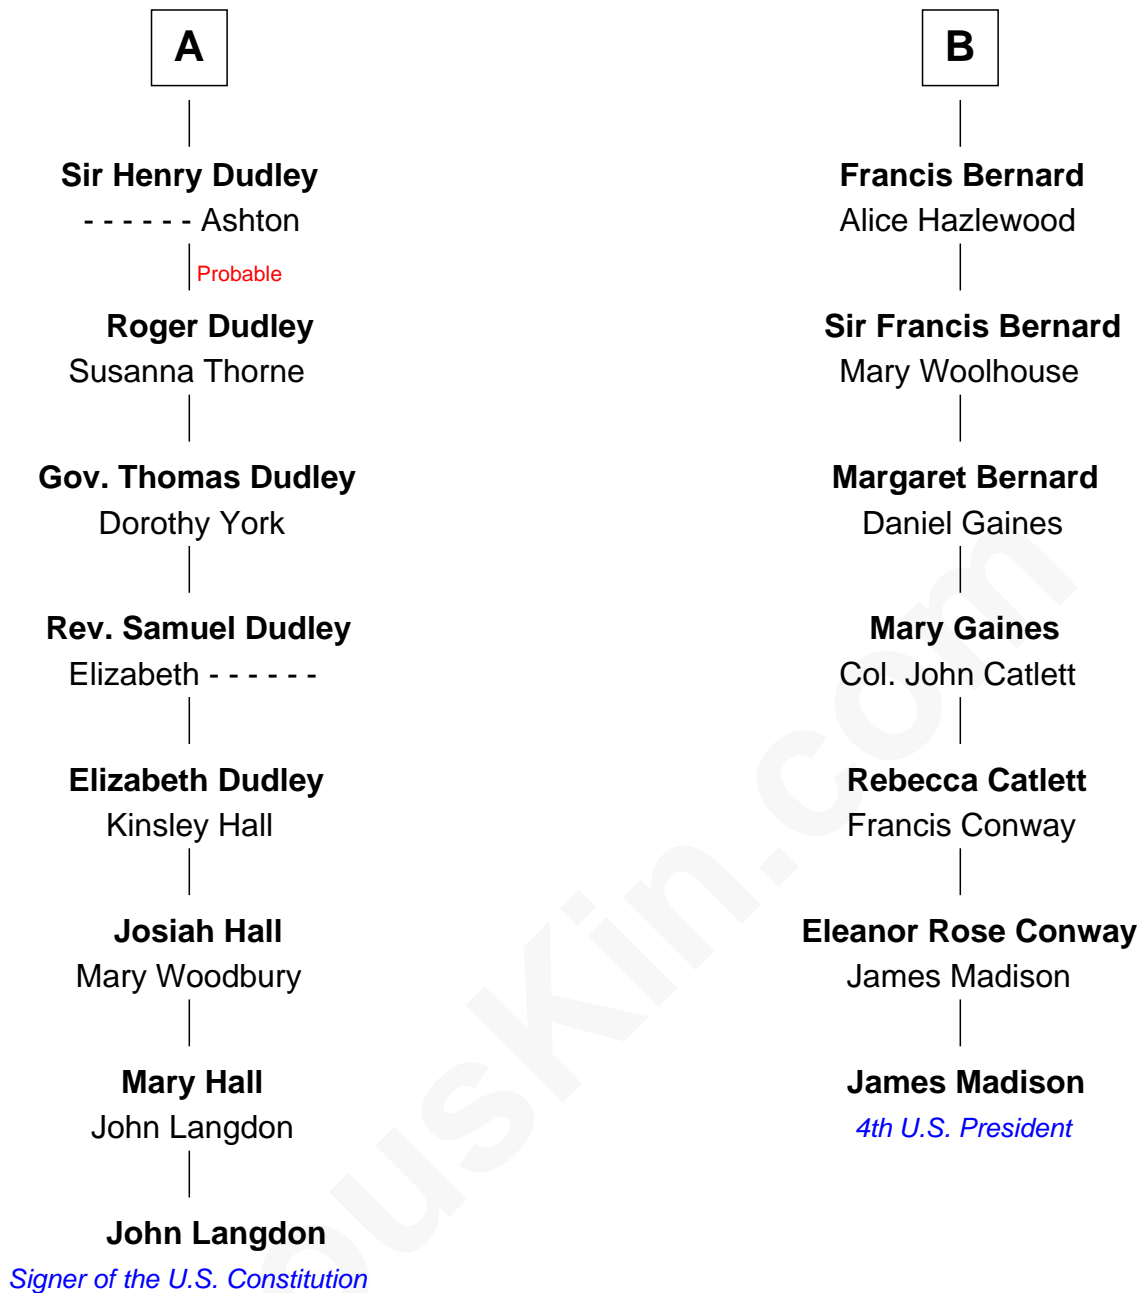 A
Sir Henry Dudley
- - - - - - Ashton
Probable
Roger Dudley
Susanna Thorne
Gov. Thomas Dudley
Dorothy York
Rev. Samuel Dudley
Elizabeth - - - - - -
Elizabeth Dudley
Kinsley Hall
Josiah Hall
Mary Woodbury
Mary Hall
John Langdon
John Langdon
Signer of the U.S. Constitution
B
Francis Bernard
Alice Hazlewood
Sir Francis Bernard
Mary Woolhouse
Margaret Bernard
Daniel Gaines
Mary Gaines
Col. John Catlett
Rebecca Catlett
Francis Conway
Eleanor Rose Conway
James Madison
James Madison
4th U.S. President
ousKin.com